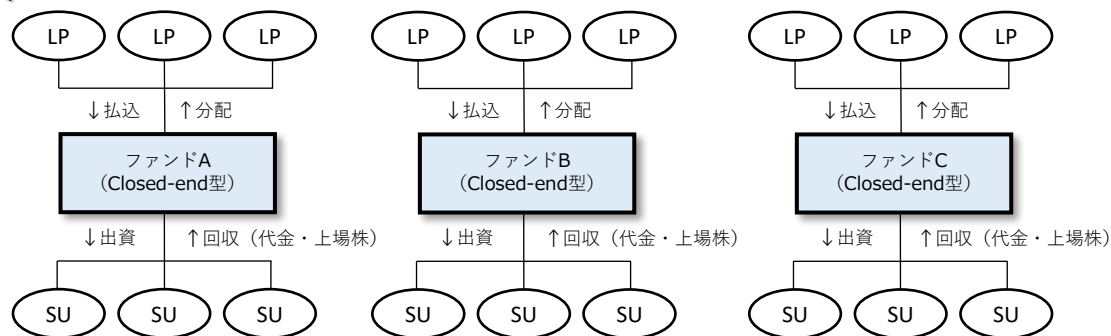 LP LP LP LP LP LP LP LP LP
↓払込 ↑分配 ↓払込 ↑分配 ↓払込 ↑分配
ファンドA ファンドB ファンドC
(Closed-end型) (Closed-end型) (Closed-end型)
↓出資 ↑回収(代金・上場株) ↓出資 ↑回収(代金・上場株) ↓出資 ↑回収(代金・上場株)
SU SU SU SU SU SU SU SU SU